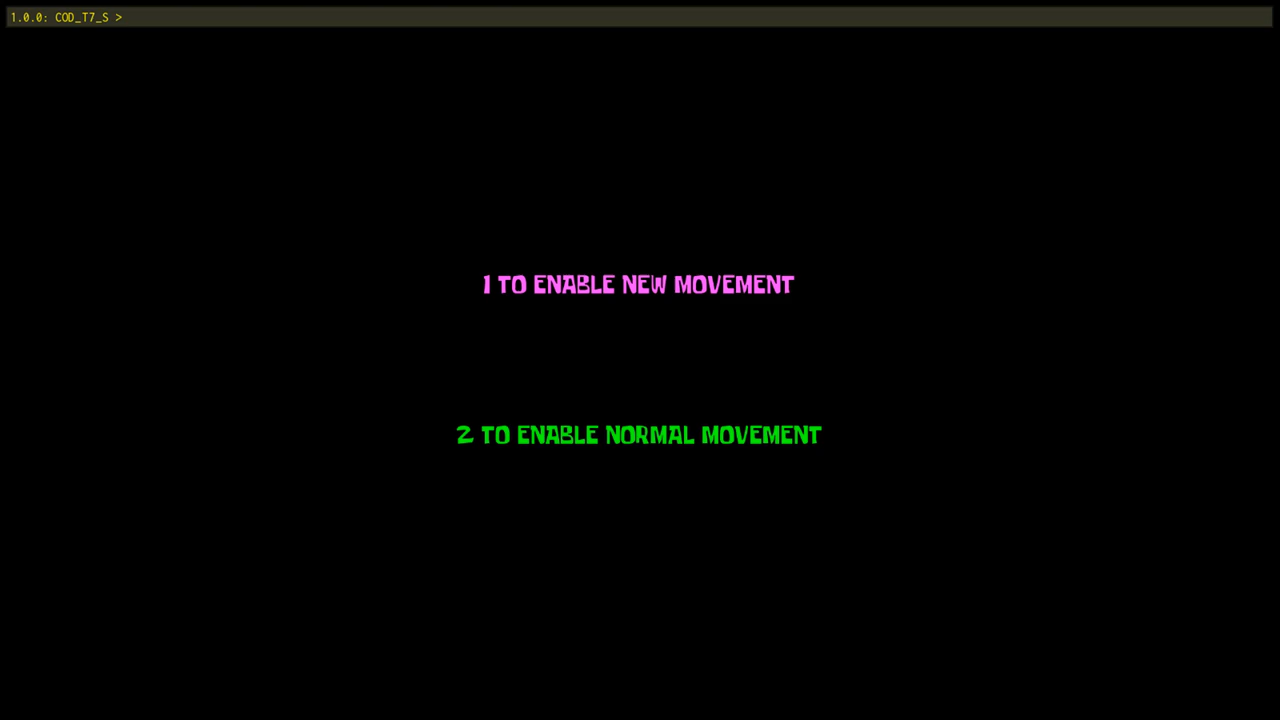 1.0.0: COD_T7_S >
1 TO ENABLE NEW MOVEMENT
2 TO ENABLE NORMAL MOVEMENT